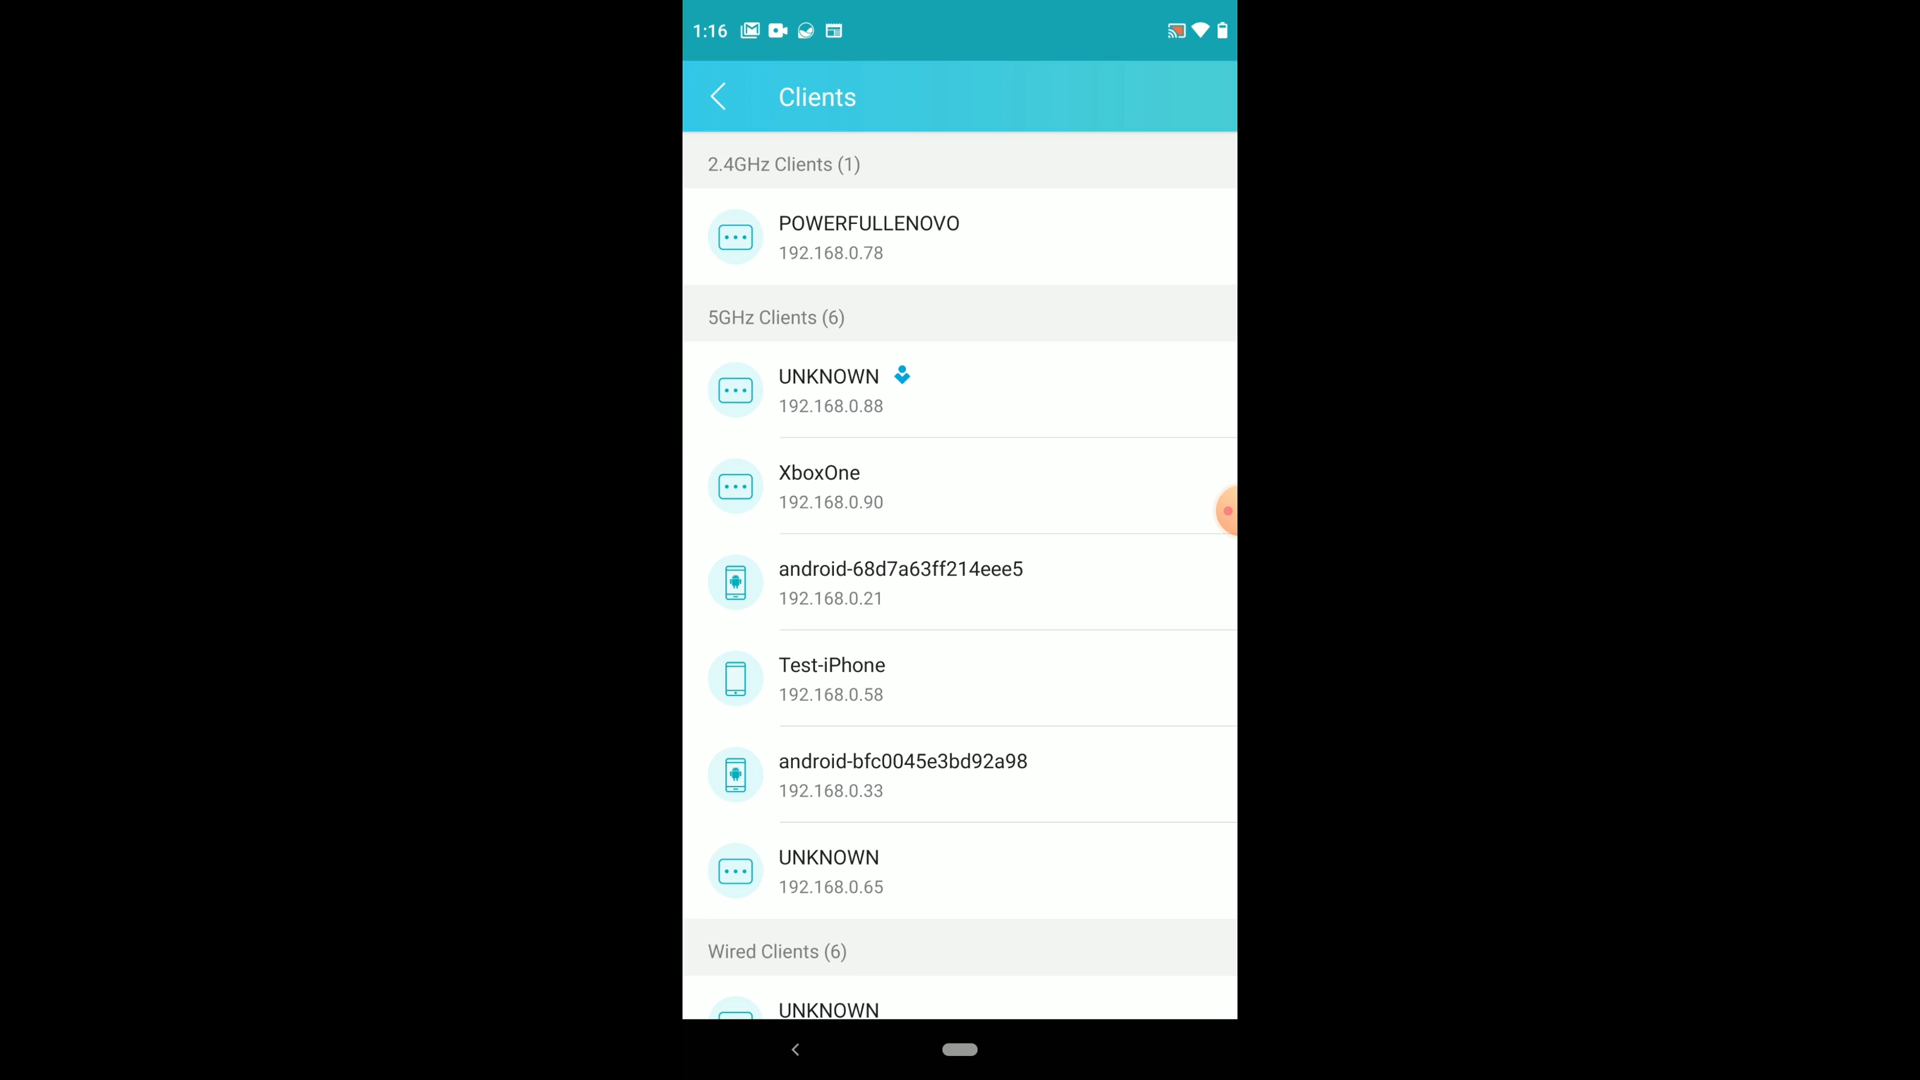 1:16
Clients
2.4GHz Clients (1)
POWERFULLENOVO
192.168.0.78
5GHz Clients (6)
UNKNOWN
192.168.0.88
XboxOne
192.168.0.90
android-68d7a63ff214eee5
192.168.0.21
Test-iPhone
192.168.0.58
android-bfc0045e3bd92a98
192.168.0.33
UNKNOWN
192.168.0.65
Wired Clients (6)
UNKNOWN